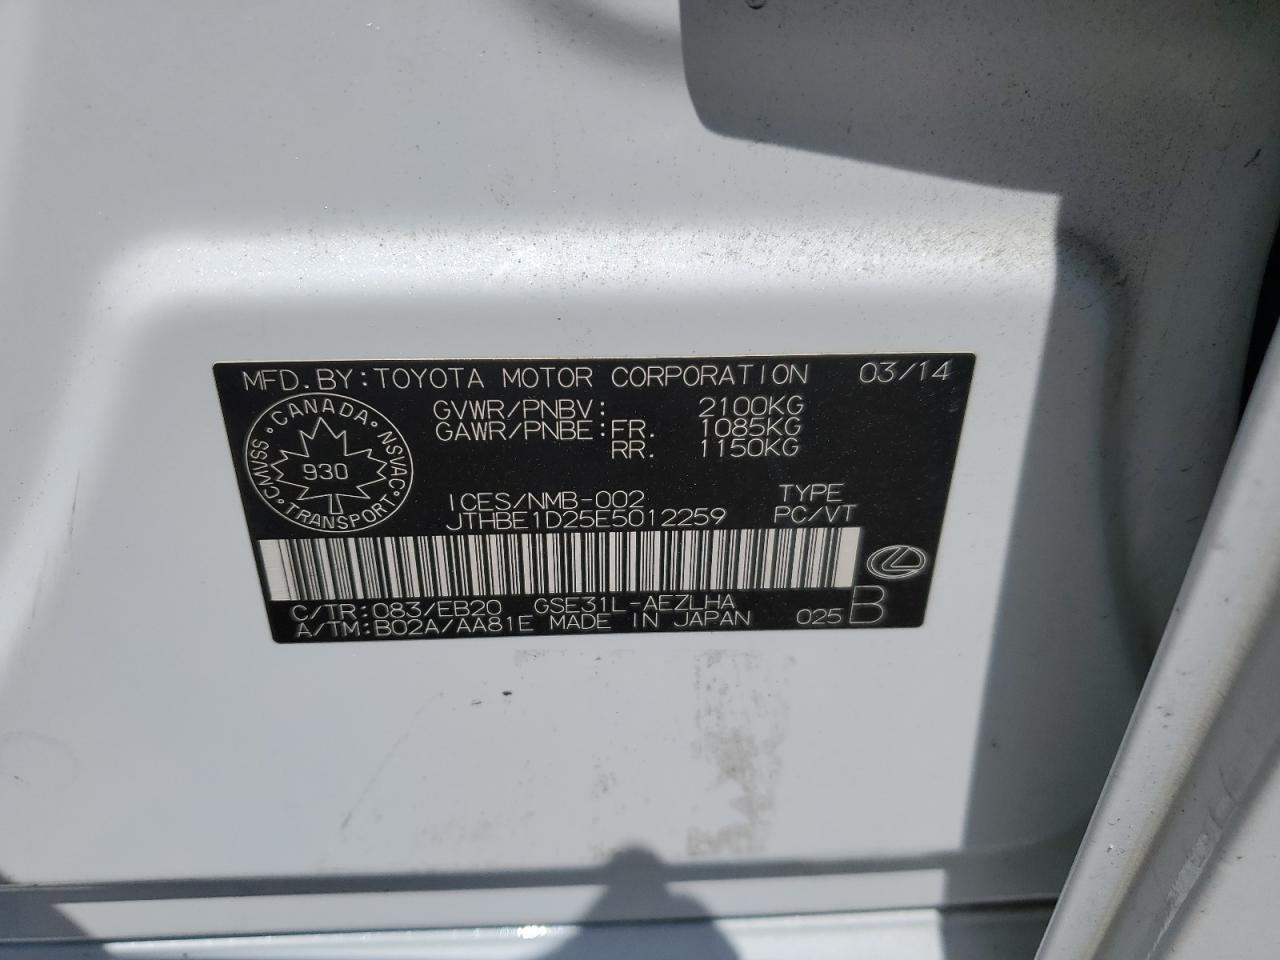 MFD. BY: TOYOTA MOTOR CORPORATION 03/14
GVWR/PNBV: 2100KG
GAWR/PNBE: FR. 1085KG
RR. 1150KG
CANADA
CMVSS · NSVAC
930
TRANSPORT
ICES/NMB-002 TYPE
JTHBE1D25E5012259 PC/VT
C/TR: 083/EB20 GSE31L-AEZLHA
A/TM: B02A/AA81E MADE IN JAPAN 025 B